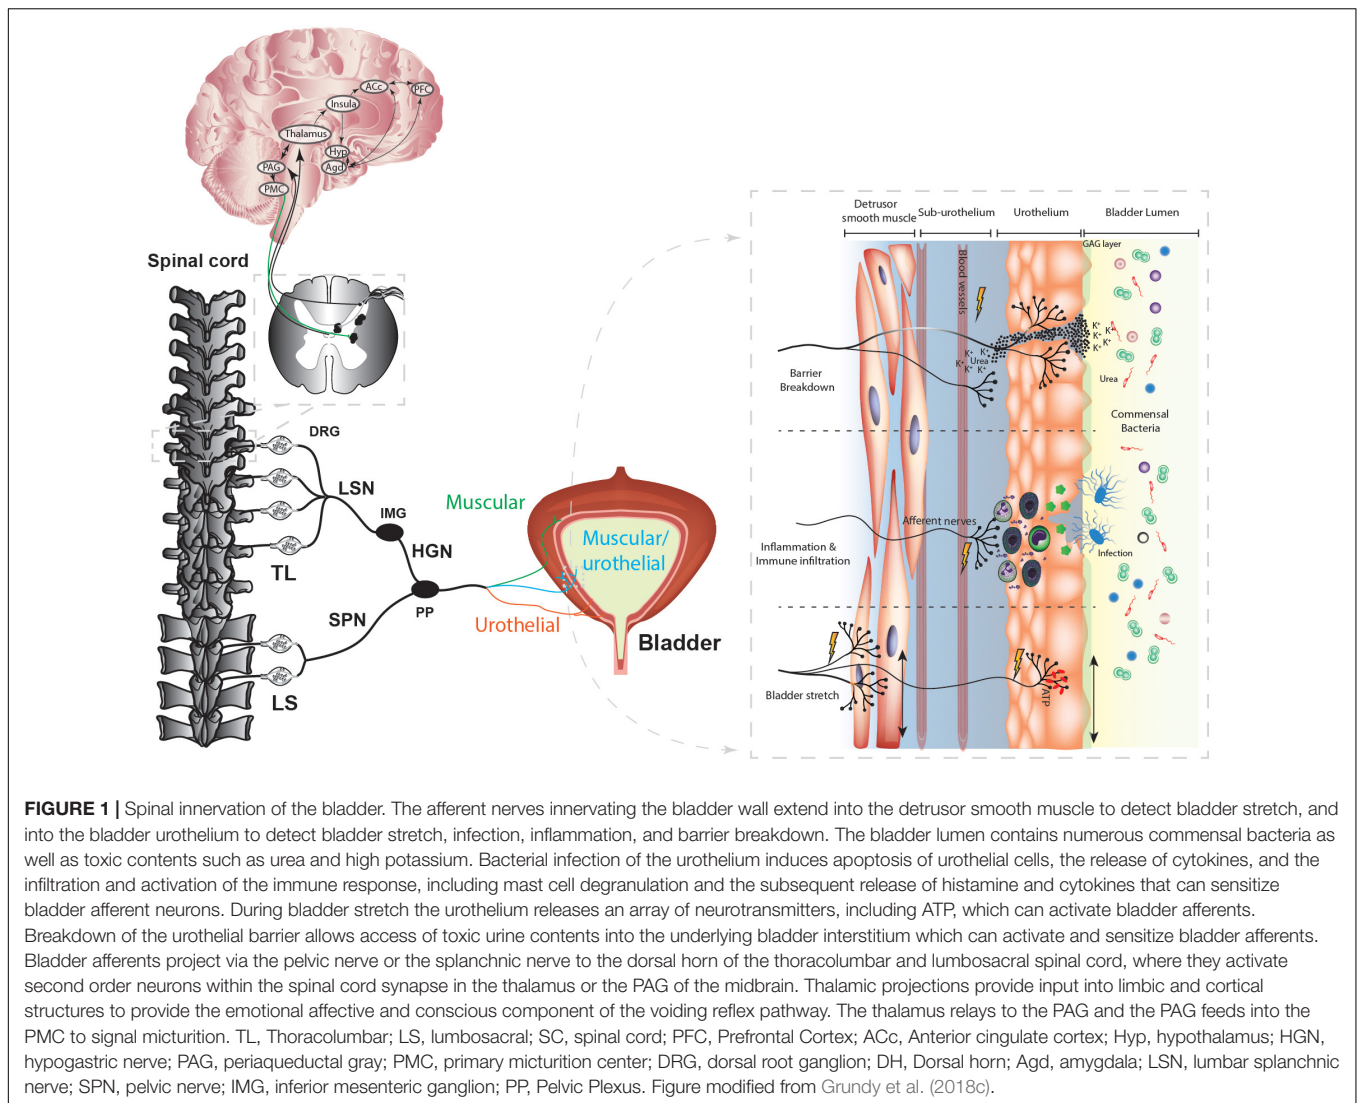 ACc
PFC
Insula
Thalamus
Hyp
PAG
Agd
PMC
Spinal cord
DRG
LSN
IMG
TL
HGN
PP
SPN
LS
Muscular
Muscular/
urothelial
Urothelial
Bladder
Detrusor
smooth muscle
Sub-urothelium
Urothelium
Bladder Lumen
GAG layer
Blood vessels
K⁺
K⁺ K⁺
K⁺ K⁺
K⁺
K⁺ K⁺
K⁺ Urea
K⁺ K⁺
Urea
Barrier
Breakdown
Commensal
Bacteria
Afferent nerves
Inflammation &
Immune infiltration
Infection
Bladder stretch
ATP
FIGURE 1 | Spinal innervation of the bladder. The afferent nerves innervating the bladder wall extend into the detrusor smooth muscle to detect bladder stretch, and
into the bladder urothelium to detect bladder stretch, infection, inflammation, and barrier breakdown. The bladder lumen contains numerous commensal bacteria as
well as toxic contents such as urea and high potassium. Bacterial infection of the urothelium induces apoptosis of urothelial cells, the release of cytokines, and the
infiltration and activation of the immune response, including mast cell degranulation and the subsequent release of histamine and cytokines that can sensitize
bladder afferent neurons. During bladder stretch the urothelium releases an array of neurotransmitters, including ATP, which can activate bladder afferents.
Breakdown of the urothelial barrier allows access of toxic urine contents into the underlying bladder interstitium which can activate and sensitize bladder afferents.
Bladder afferents project via the pelvic nerve or the splanchnic nerve to the dorsal horn of the thoracolumbar and lumbosacral spinal cord, where they activate
second order neurons within the spinal cord synapse in the thalamus or the PAG of the midbrain. Thalamic projections provide input into limbic and cortical
structures to provide the emotional affective and conscious component of the voiding reflex pathway. The thalamus relays to the PAG and the PAG feeds into the
PMC to signal micturition. TL, Thoracolumbar; LS, lumbosacral; SC, spinal cord; PFC, Prefrontal Cortex; ACc, Anterior cingulate cortex; Hyp, hypothalamus; HGN,
hypogastric nerve; PAG, periaqueductal gray; PMC, primary micturition center; DRG, dorsal root ganglion; DH, Dorsal horn; Agd, amygdala; LSN, lumbar splanchnic
nerve; SPN, pelvic nerve; IMG, inferior mesenteric ganglion; PP, Pelvic Plexus. Figure modified from Grundy et al. (2018c).